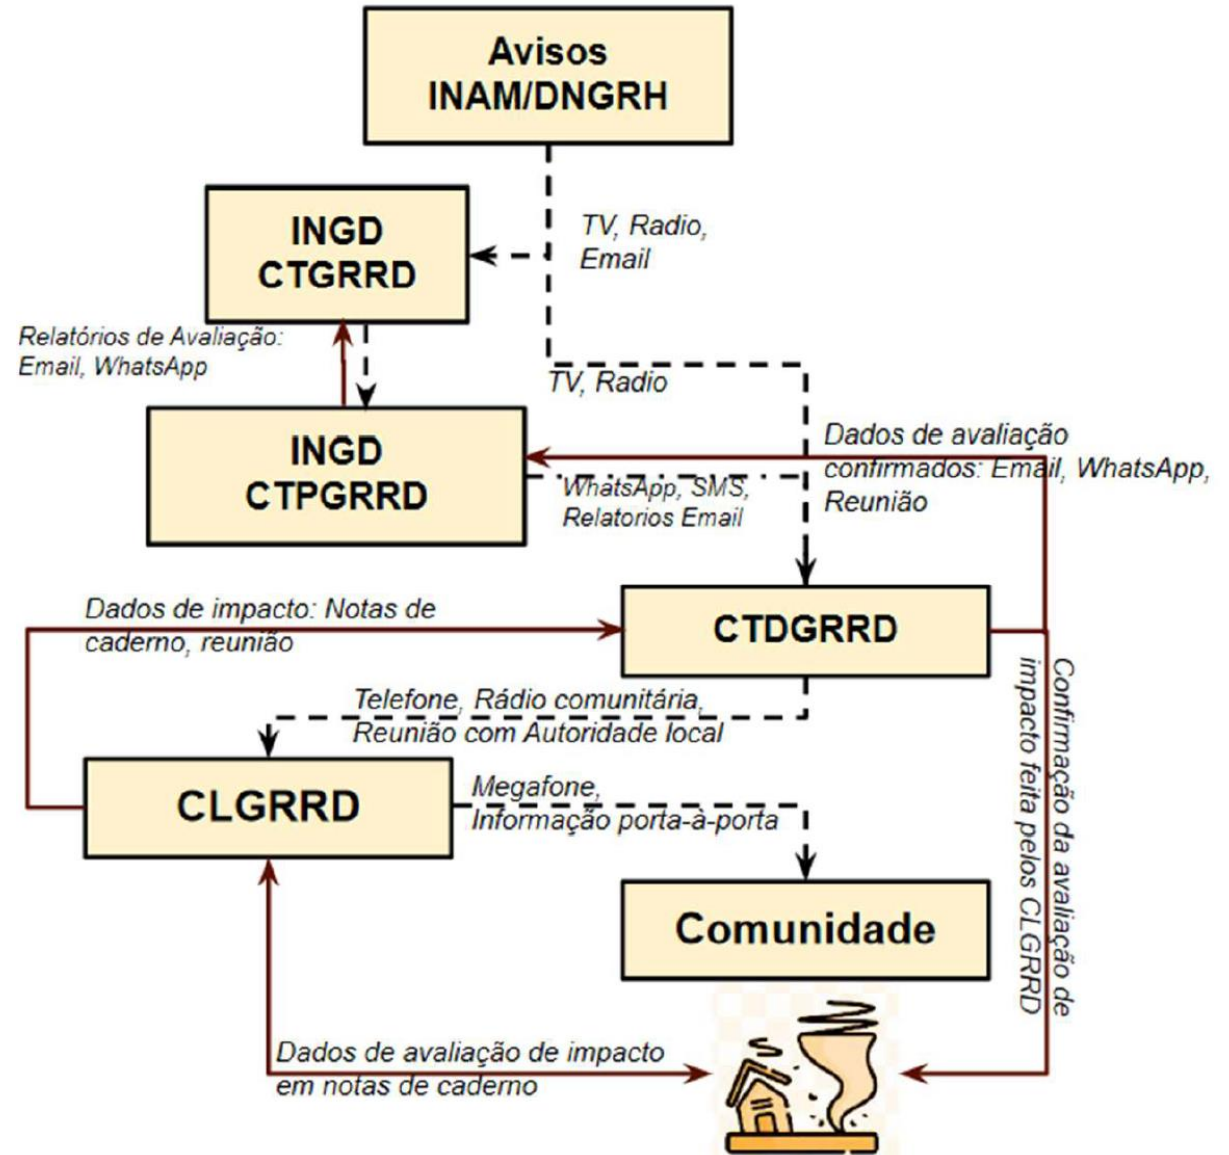 Avisos
INAM/DNGRH
TV, Radio,
Email
INGD
CTGRRD
Relatórios de Avaliação:
Email, WhatsApp
TV, Radio
INGD
CTPGRRD
Dados de avaliação
confirmados: Email, WhatsApp,
Reunião
WhatsApp, SMS,
Relatorios Email
Dados de impacto: Notas de
caderno, reunião
CTDGRRD
Telefone, Rádio comunitária,
Reunião com Autoridade local
Confirmação da avaliação de
impacto feita pelos CLGRRD
CLGRRD
Megafone,
Informação porta-à-porta
Comunidade
Dados de avaliação de impacto
em notas de caderno